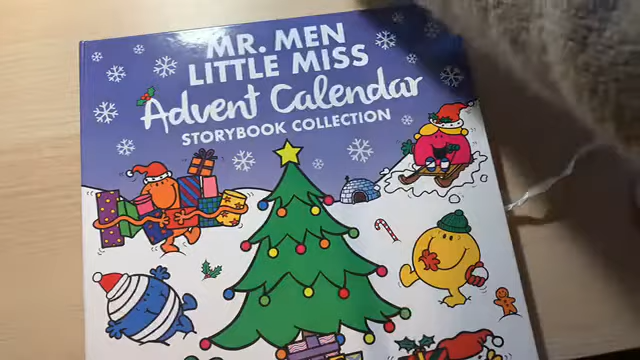 MR. MEN
LITTLE MISS
Advent Calendar
STORYBOOK COLLECTION